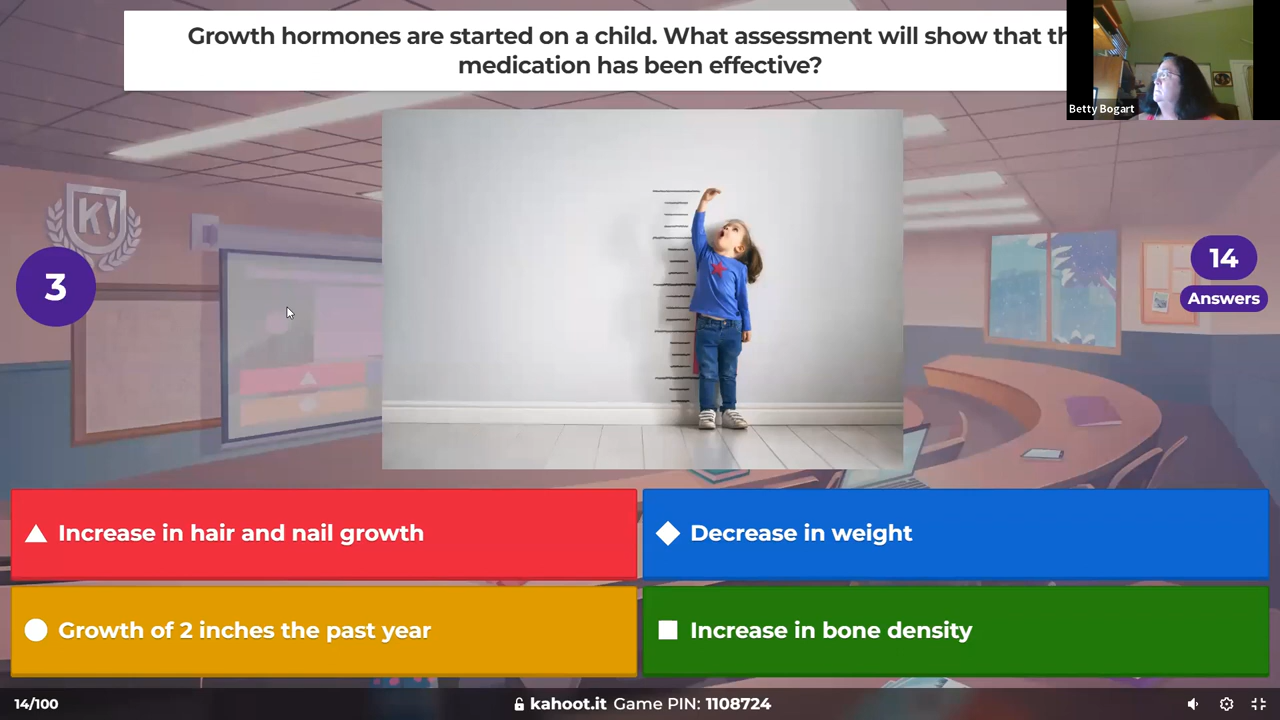 Growth hormones are started on a child. What assessment will show that th
medication has been effective?
Betty Bogart
K!
3
14
Answers
Increase in hair and nail growth
Decrease in weight
Growth of 2 inches the past year
Increase in bone density
14/100
kahoot.it Game PIN: 1108724